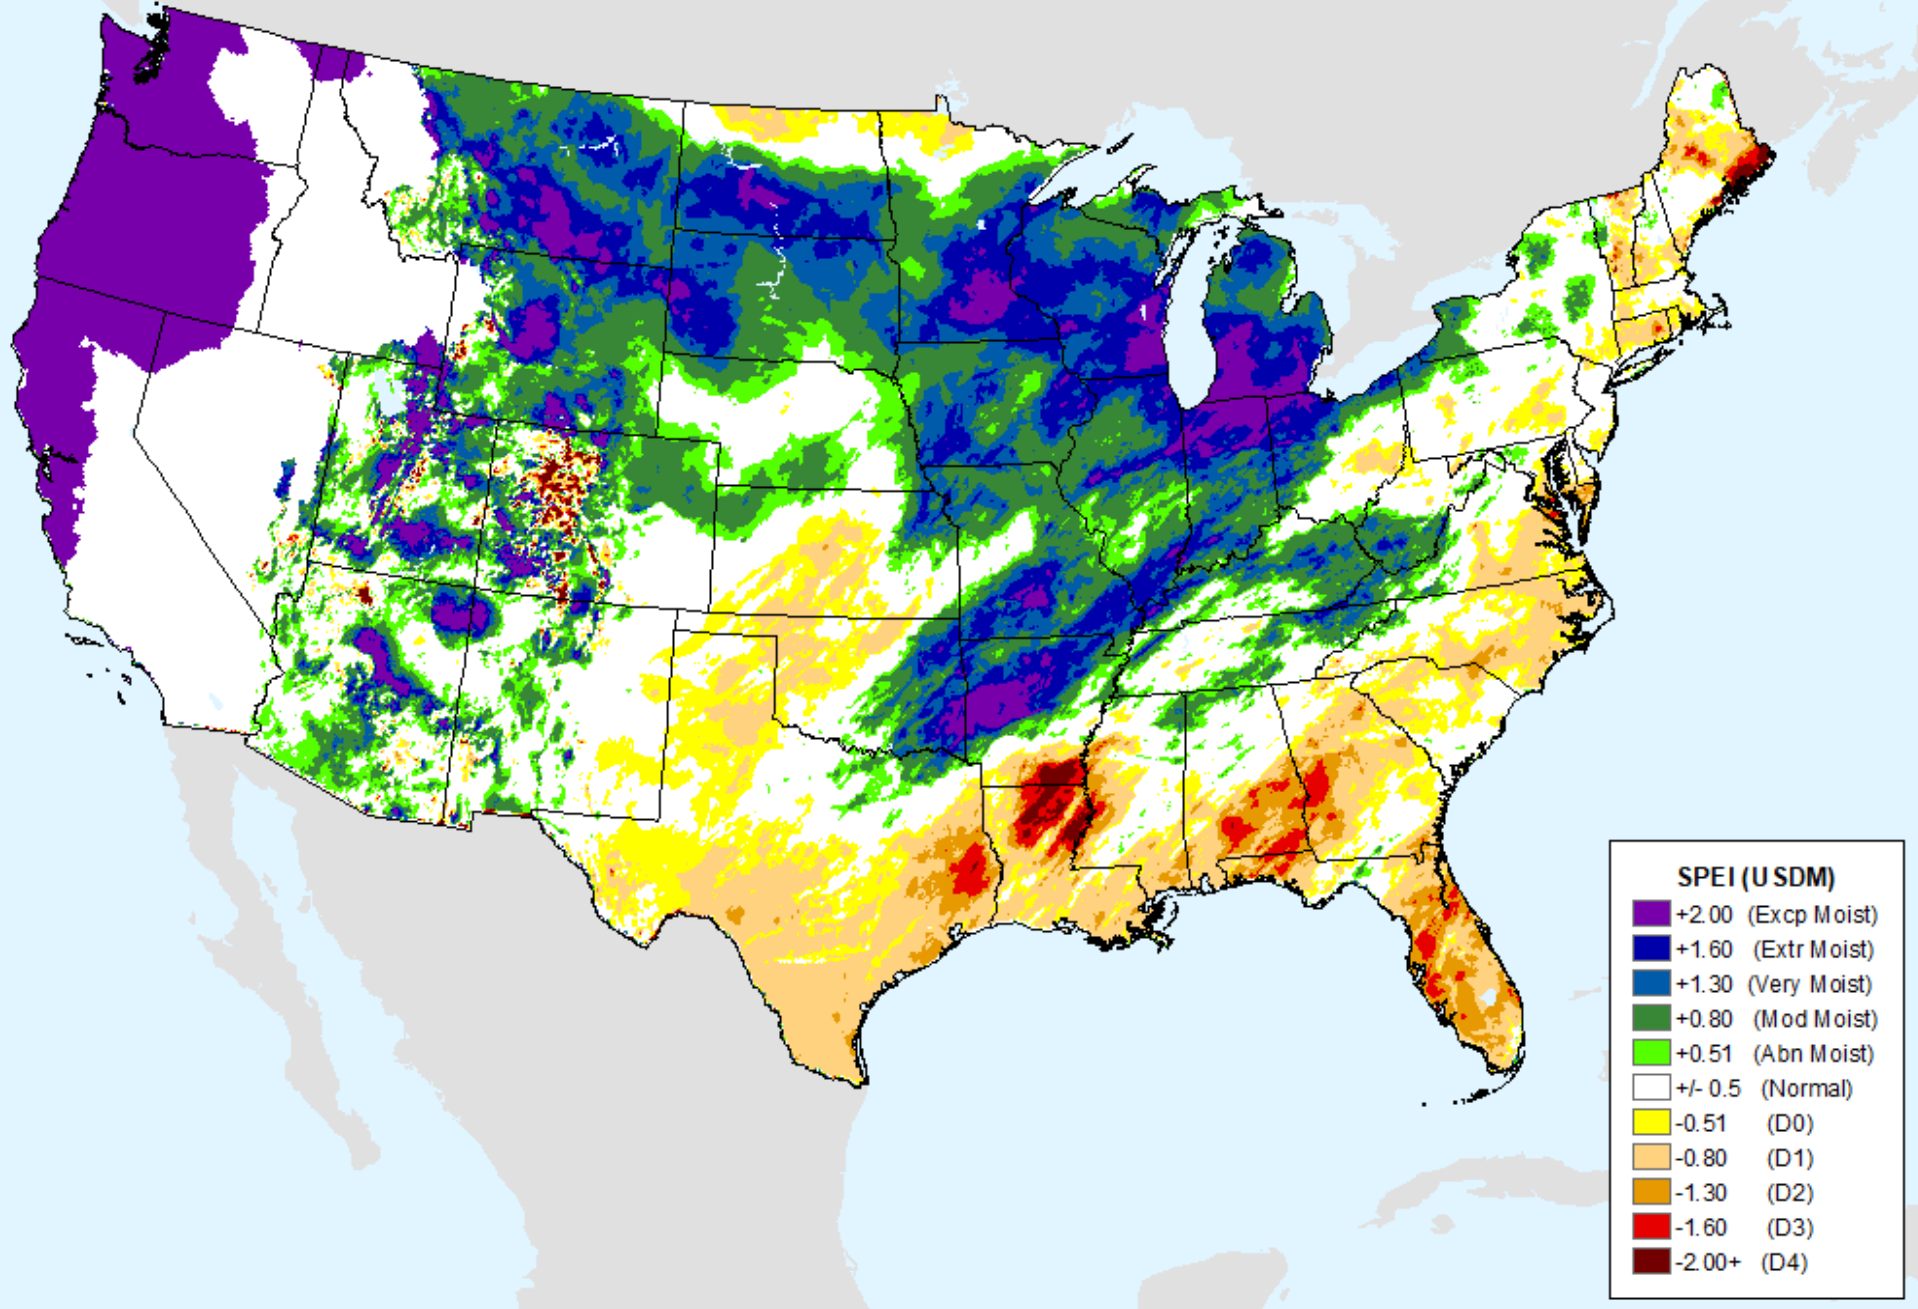 SPEI (USDM)
+2.00 (Excp Moist)
+1.60 (Extr Moist)
+1.30 (Very Moist)
+0.80 (Mod Moist)
+0.51 (Abn Moist)
+/- 0.5 (Normal)
-0.51 (D0)
-0.80 (D1)
-1.30 (D2)
-1.60 (D3)
-2.00+ (D4)